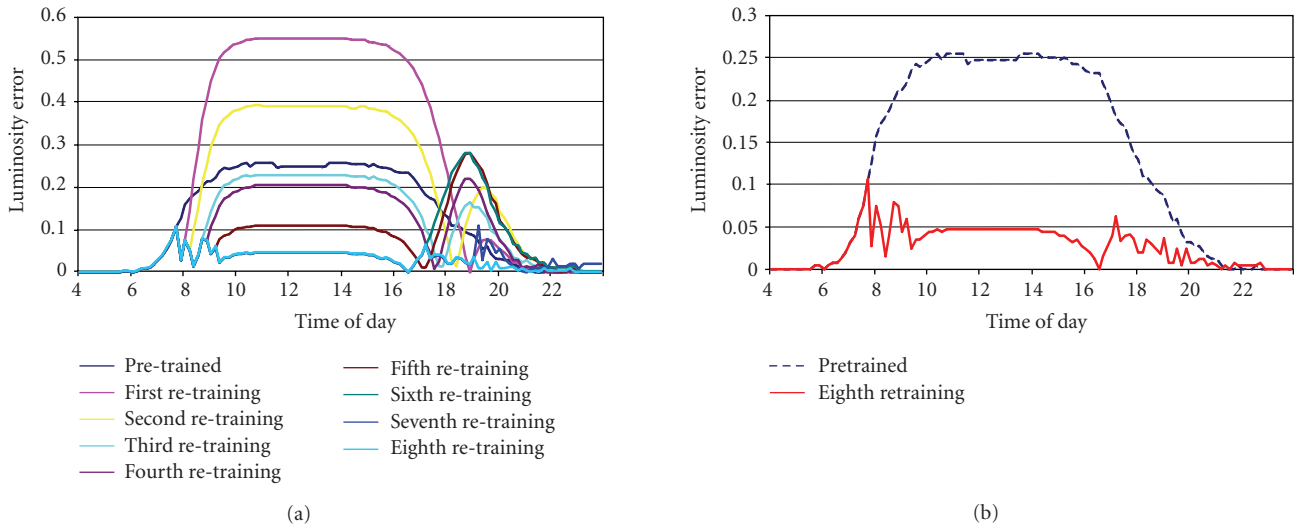 0.6
0.5
0.4
0.3
0.2
0.1
0
Luminosity error
4 6 8 10 12 14 16 18 20 22
Time of day
Pre-trained
First re-training
Second re-training
Third re-training
Fourth re-training
Fifth re-training
Sixth re-training
Seventh re-training
Eighth re-training
(a)
0.3
0.25
0.2
0.15
0.1
0.05
0
Luminosity error
4 6 8 10 12 14 16 18 20 22
Time of day
Pretrained
Eighth retraining
(b)